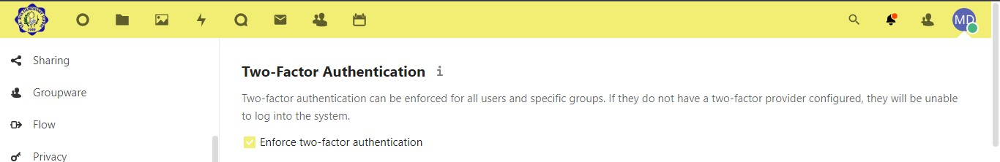 MD
Sharing
Two-Factor Authentication
Groupware
Two-factor authentication can be enforced for all users and specific groups. If they do not have a two-factor provider configured, they will be unable
to log into the system.
Flow
Enforce two-factor authentication
Privacy